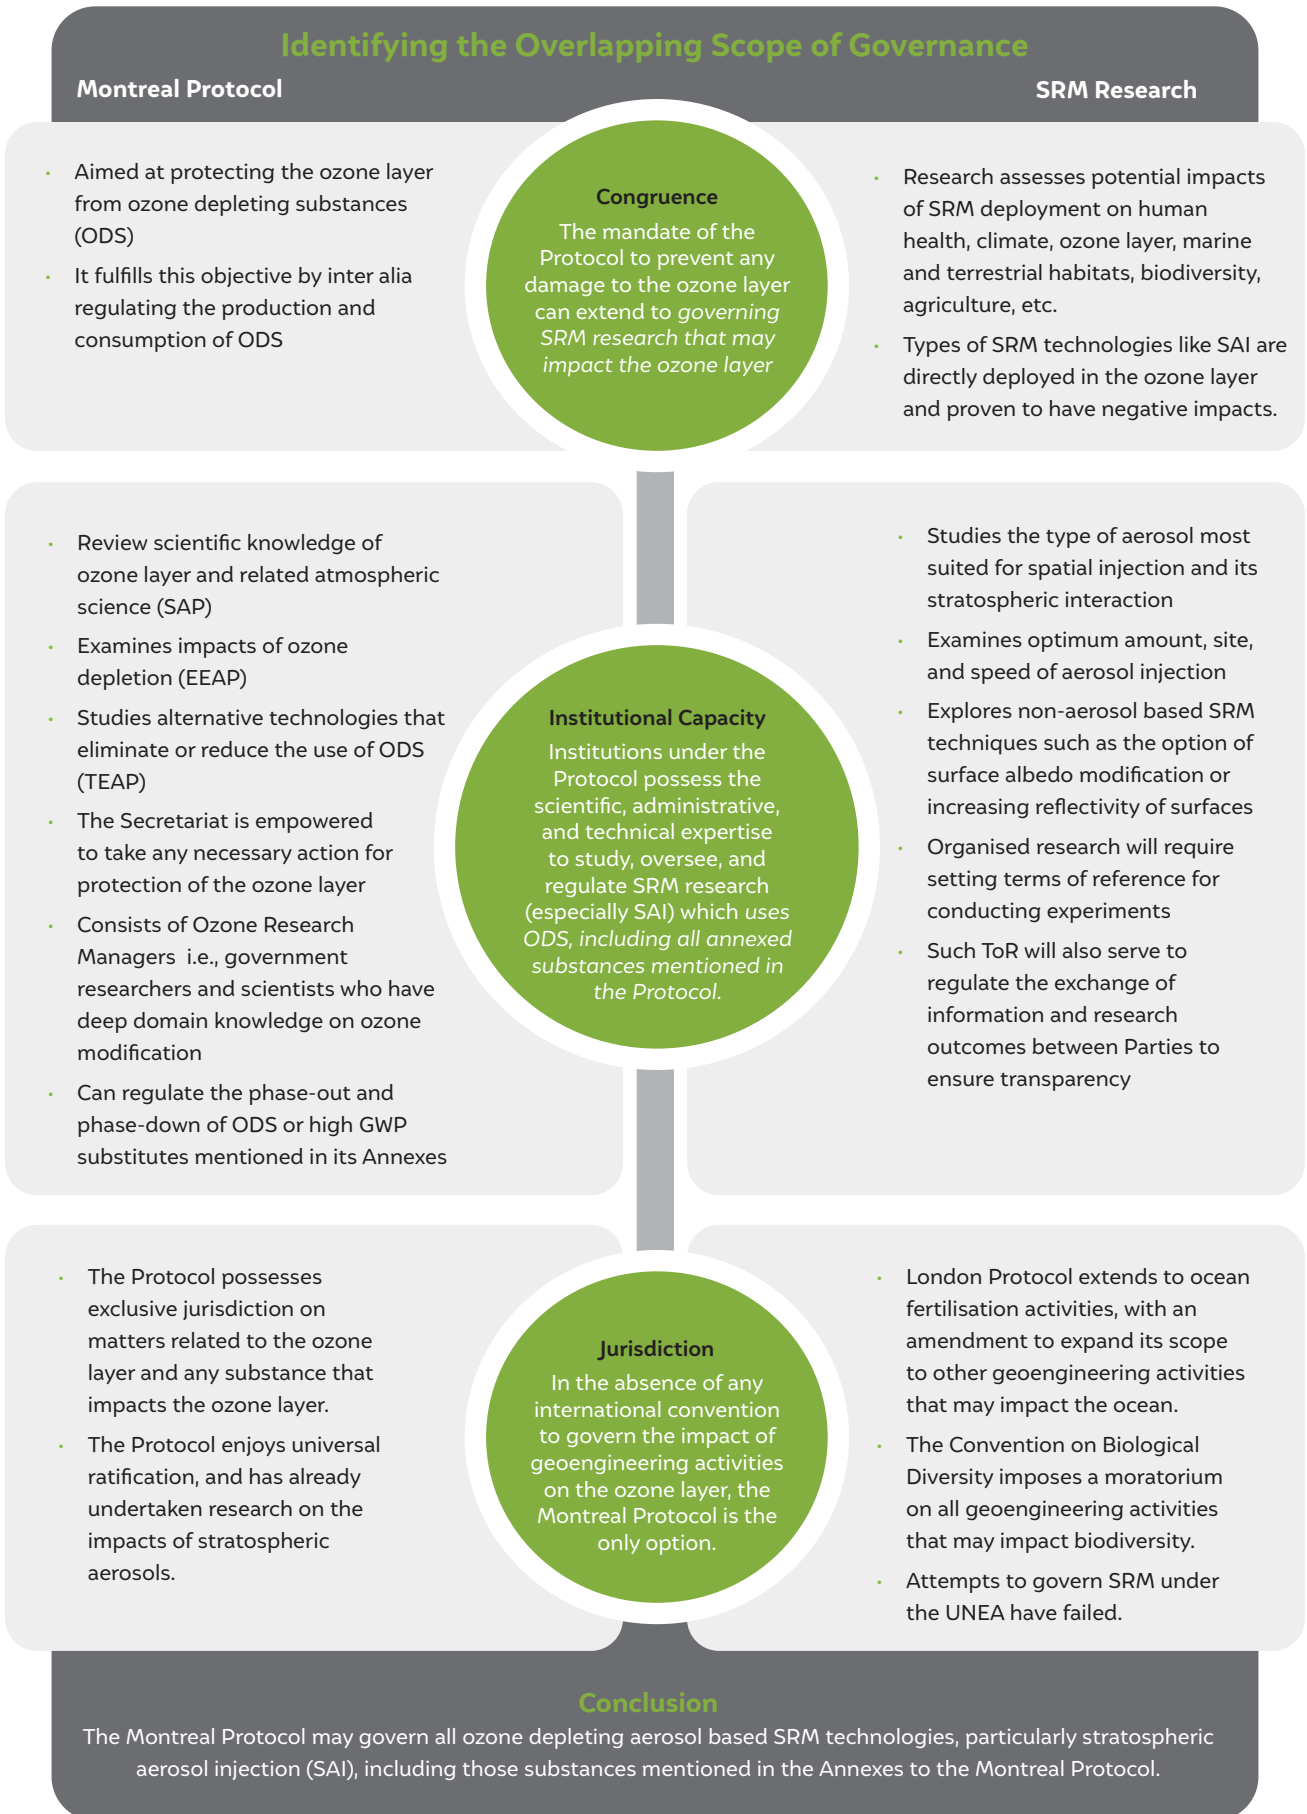 Identifying the Overlapping Scope of Governance
Montreal Protocol
SRM Research
• Aimed at protecting the ozone layer
from ozone depleting substances
(ODS)
• It fulfills this objective by inter alia
regulating the production and
consumption of ODS
Congruence
The mandate of the
Protocol to prevent any
damage to the ozone layer
can extend to governing
SRM research that may
impact the ozone layer
• Research assesses potential impacts
of SRM deployment on human
health, climate, ozone layer, marine
and terrestrial habitats, biodiversity,
agriculture, etc.
• Types of SRM technologies like SAI are
directly deployed in the ozone layer
and proven to have negative impacts.
• Review scientific knowledge of
ozone layer and related atmospheric
science (SAP)
• Examines impacts of ozone
depletion (EEAP)
• Studies alternative technologies that
eliminate or reduce the use of ODS
(TEAP)
• The Secretariat is empowered
to take any necessary action for
protection of the ozone layer
• Consists of Ozone Research
Managers i.e., government
researchers and scientists who have
deep domain knowledge on ozone
modification
• Can regulate the phase-out and
phase-down of ODS or high GWP
substitutes mentioned in its Annexes
Institutional Capacity
Institutions under the
Protocol possess the
scientific, administrative,
and technical expertise
to study, oversee, and
regulate SRM research
(especially SAI) which uses
ODS, including all annexed
substances mentioned in
the Protocol.
• Studies the type of aerosol most
suited for spatial injection and its
stratospheric interaction
• Examines optimum amount, site,
and speed of aerosol injection
• Explores non-aerosol based SRM
techniques such as the option of
surface albedo modification or
increasing reflectivity of surfaces
• Organised research will require
setting terms of reference for
conducting experiments
• Such ToR will also serve to
regulate the exchange of
information and research
outcomes between Parties to
ensure transparency
• The Protocol possesses
exclusive jurisdiction on
matters related to the ozone
layer and any substance that
impacts the ozone layer.
• The Protocol enjoys universal
ratification, and has already
undertaken research on the
impacts of stratospheric
aerosols.
Jurisdiction
In the absence of any
international convention
to govern the impact of
geoengineering activities
on the ozone layer, the
Montreal Protocol is the
only option.
• London Protocol extends to ocean
fertilisation activities, with an
amendment to expand its scope
to other geoengineering activities
that may impact the ocean.
• The Convention on Biological
Diversity imposes a moratorium
on all geoengineering activities
that may impact biodiversity.
• Attempts to govern SRM under
the UNEA have failed.
Conclusion
The Montreal Protocol may govern all ozone depleting aerosol based SRM technologies, particularly stratospheric
aerosol injection (SAI), including those substances mentioned in the Annexes to the Montreal Protocol.